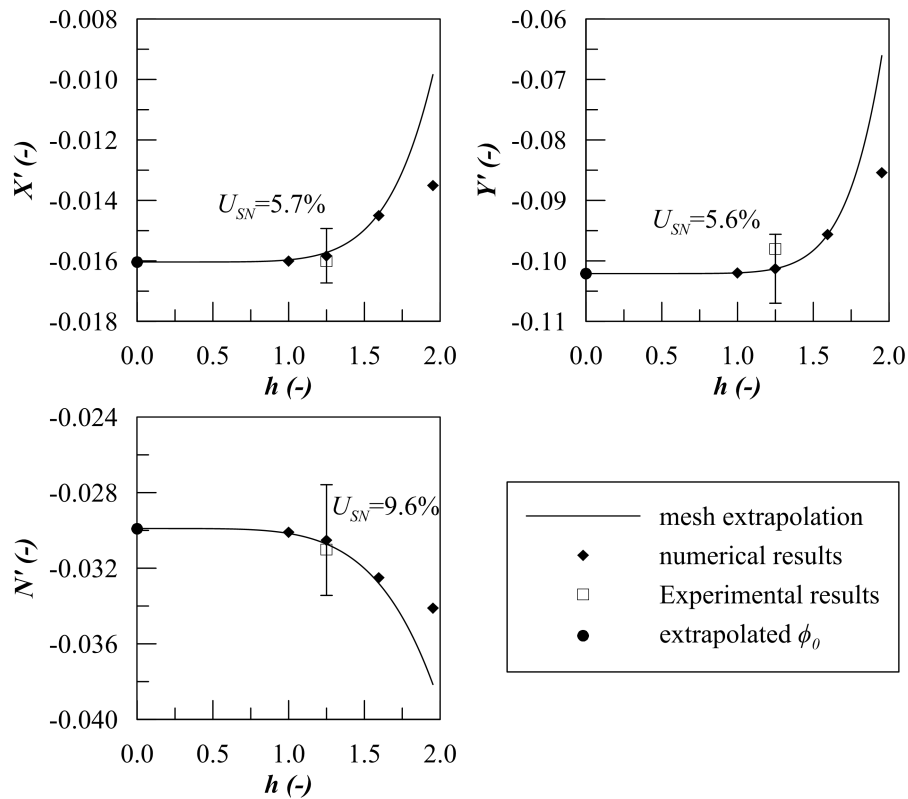 -0.008
-0.010
-0.012
-0.014
-0.016
-0.018
X' (-)
U_SN=5.7%
0.0 0.5 1.0 1.5 2.0
h (-)
-0.06
-0.07
-0.08
-0.09
-0.10
-0.11
Y' (-)
U_SN=5.6%
0.0 0.5 1.0 1.5 2.0
h (-)
-0.024
-0.028
-0.032
-0.036
-0.040
N' (-)
U_SN=9.6%
0.0 0.5 1.0 1.5 2.0
h (-)
mesh extrapolation
numerical results
Experimental results
extrapolated ϕ_0